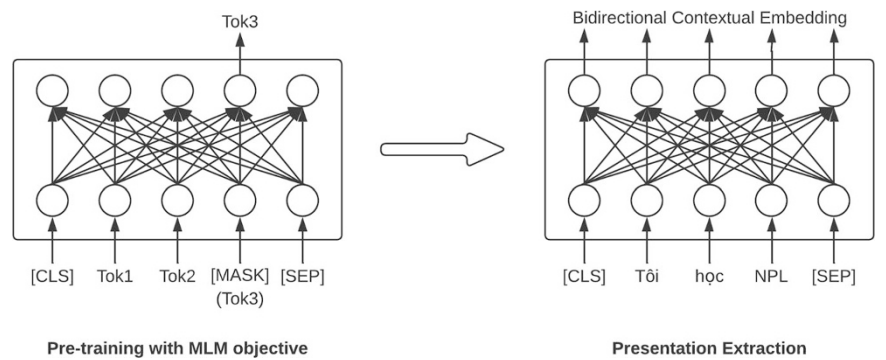 Tok3
Bidirectional Contextual Embedding
[CLS] Tok1 Tok2 [MASK] [SEP]
(Tok3)
[CLS] Tôi học NPL [SEP]
Pre-training with MLM objective
Presentation Extraction